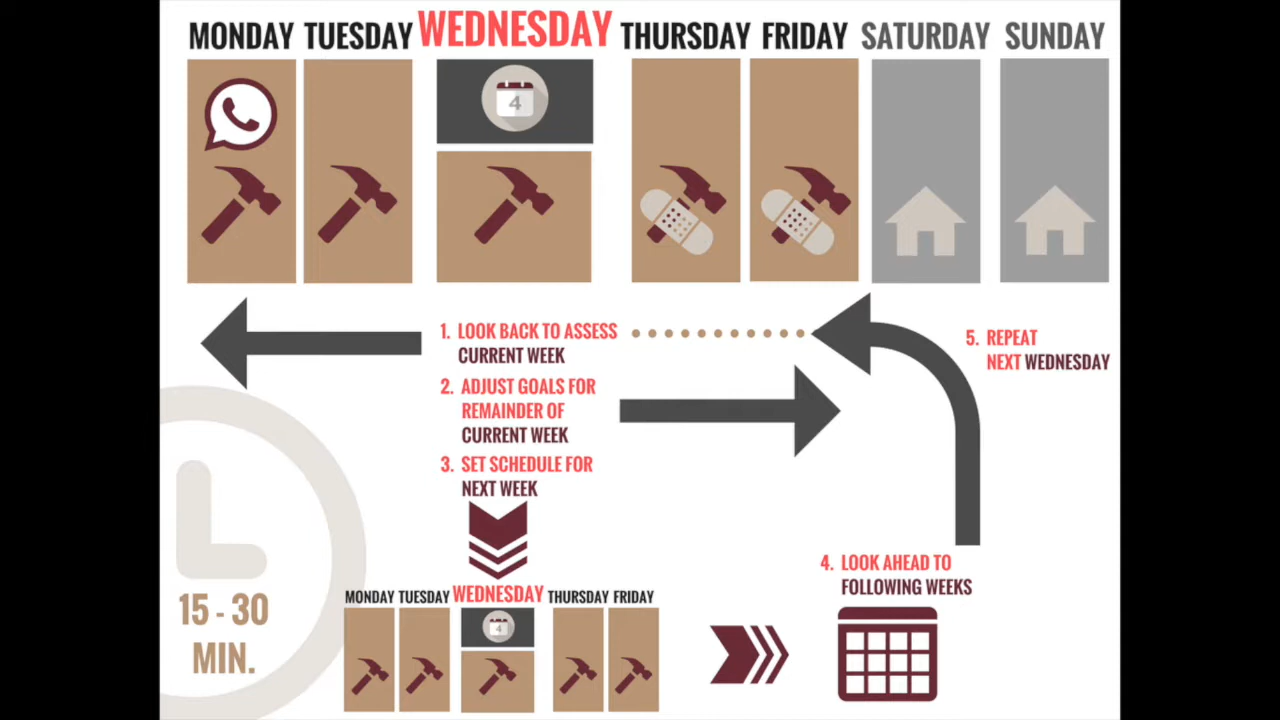 MONDAY TUESDAY WEDNESDAY THURSDAY FRIDAY SATURDAY SUNDAY
4
1. LOOK BACK TO ASSESS
CURRENT WEEK
2. ADJUST GOALS FOR
REMAINDER OF
CURRENT WEEK
3. SET SCHEDULE FOR
NEXT WEEK
5. REPEAT
NEXT WEDNESDAY
15 - 30
MIN.
MONDAY TUESDAY WEDNESDAY THURSDAY FRIDAY
4
4. LOOK AHEAD TO
FOLLOWING WEEKS